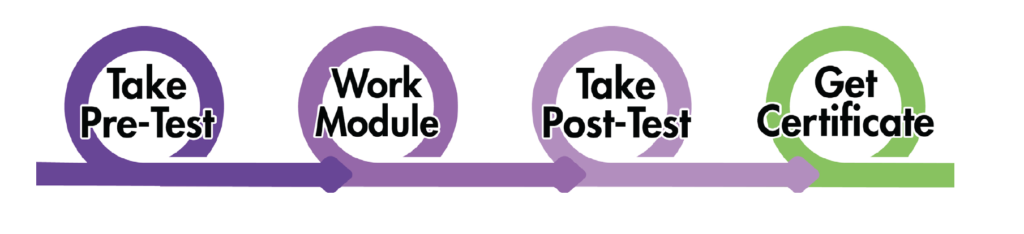 Take
Pre-Test
Work
Module
Take
Post-Test
Get
Certificate